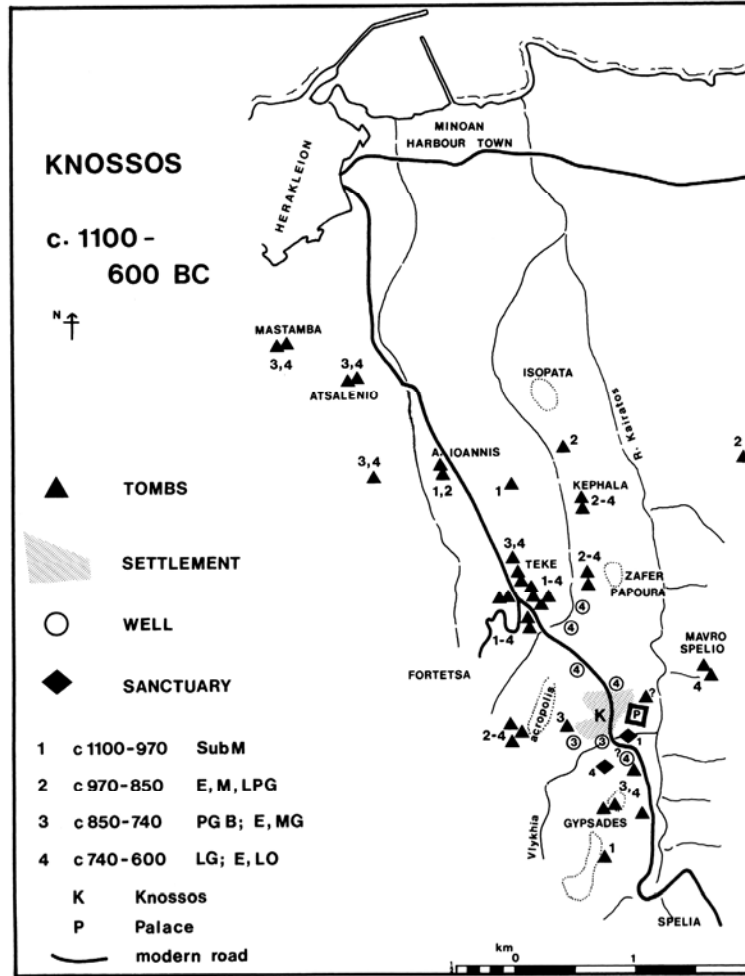 KNOSSOS
c. 1100 -
600 BC
N
MINOAN
HARBOUR TOWN
HERAKLEION
MASTAMBA
3,4
3,4
ATSALENIO
ISOPATA
R. Kairatos
2
2
3,4
A. IOANNIS
1,2
1
KEPHALA
2-4
3,4
TEKE
1-4
2-4
ZAFER
PAPOURA
4
4
1-4
FORTETSA
MAVRO
SPELIO
4
4
4
acropolis
2-4
3
K
?
P
3
3
1
?
4
4
3,4
GYPSADES
Vlykhia
1
SPELIA
TOMBS
SETTLEMENT
WELL
SANCTUARY
1 c 1100-970 SubM
2 c 970-850 E, M, LPG
3 c 850-740 PG B; E, MG
4 c 740-600 LG; E, LO
K Knossos
P Palace
modern road
km
1 0 1